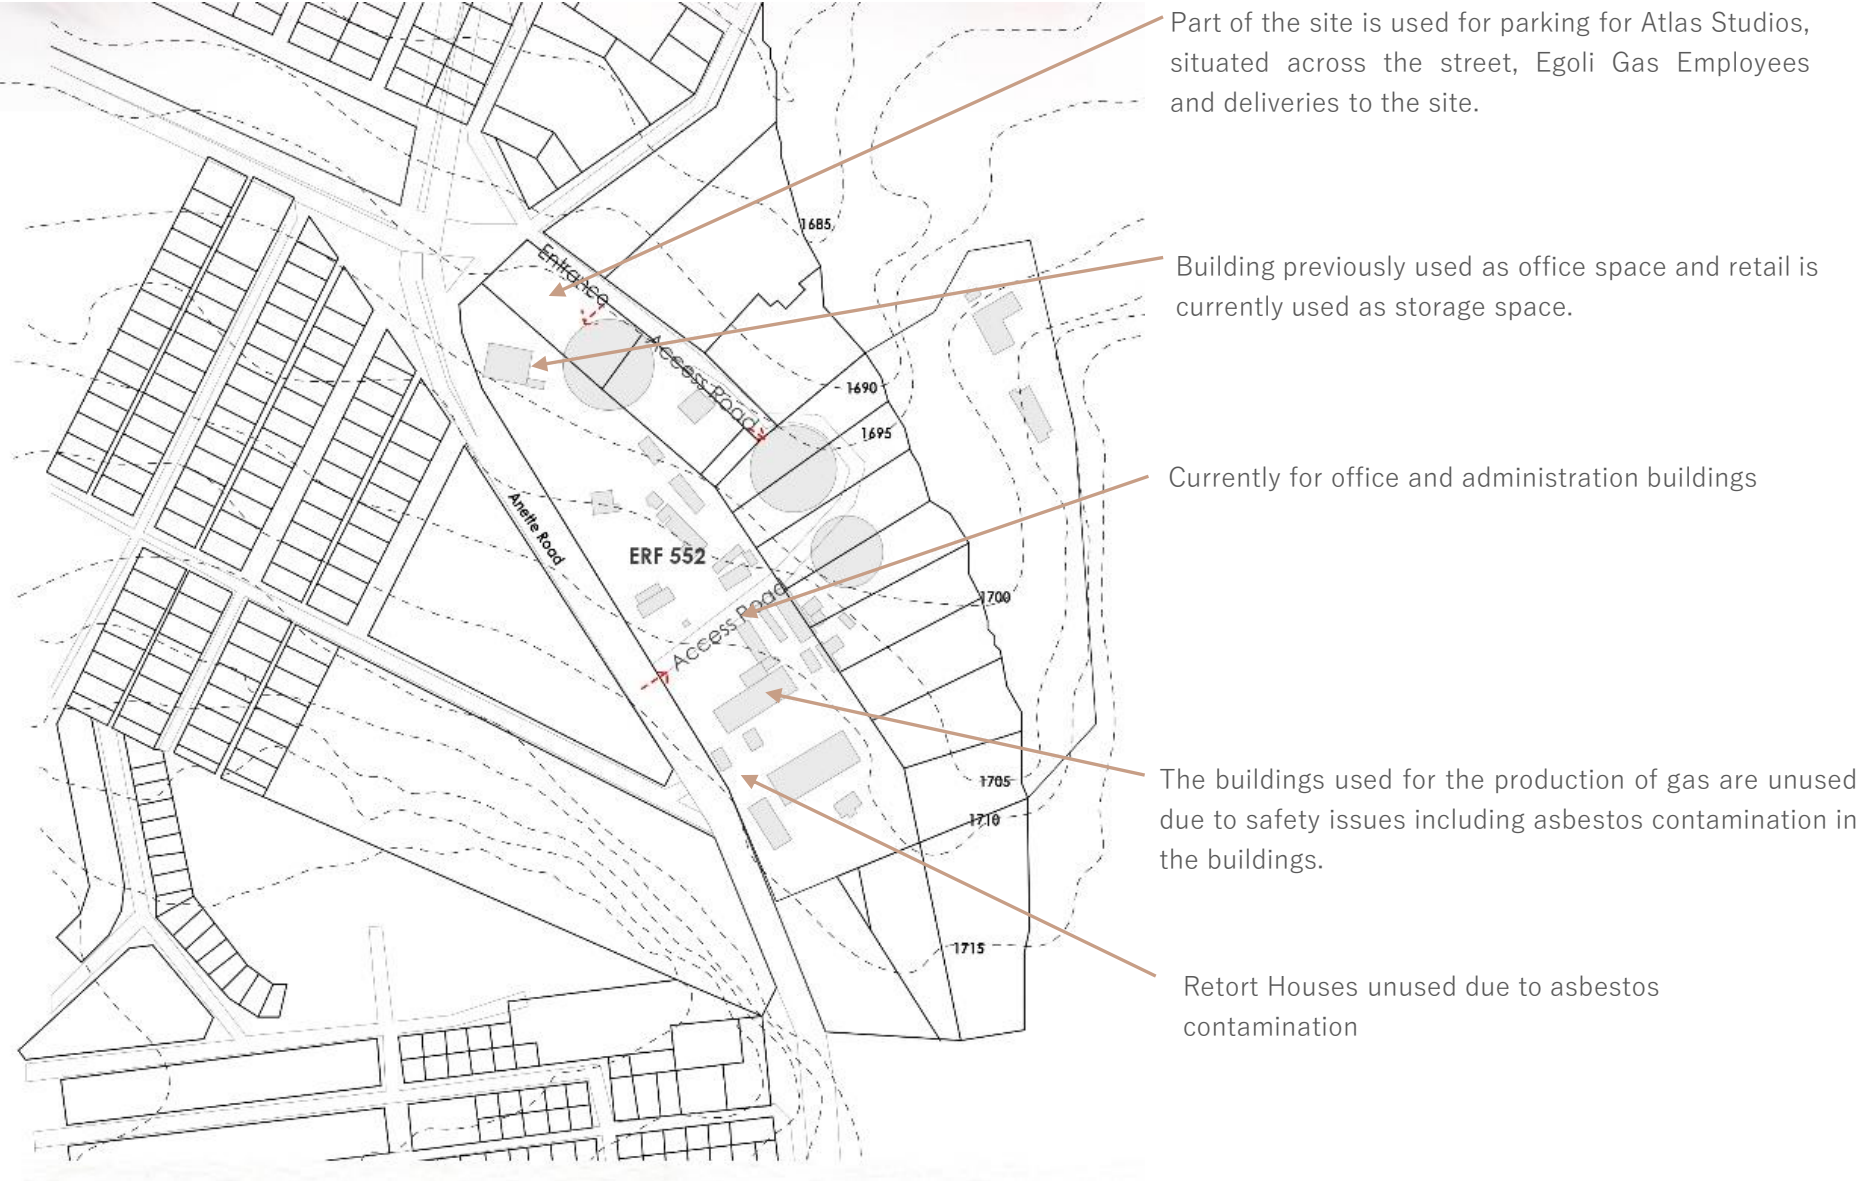 Part of the site is used for parking for Atlas Studios,
situated across the street, Egoli Gas Employees
and deliveries to the site.
1685
Entrance
Building previously used as office space and retail is
currently used as storage space.
Access Road
1690
1695
Currently for office and administration buildings
Anette Road
ERF 552
1700
Access Road
The buildings used for the production of gas are unused
due to safety issues including asbestos contamination in
the buildings.
1705
1710
1715
Retort Houses unused due to asbestos
contamination